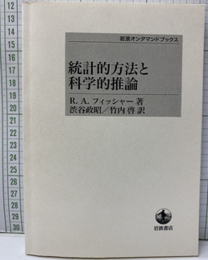 岩波オンデマンドブックス
統計的方法と
科学的推論
R. A. フィッシャー 著
渋谷政昭／竹内 啓 訳
岩波書店